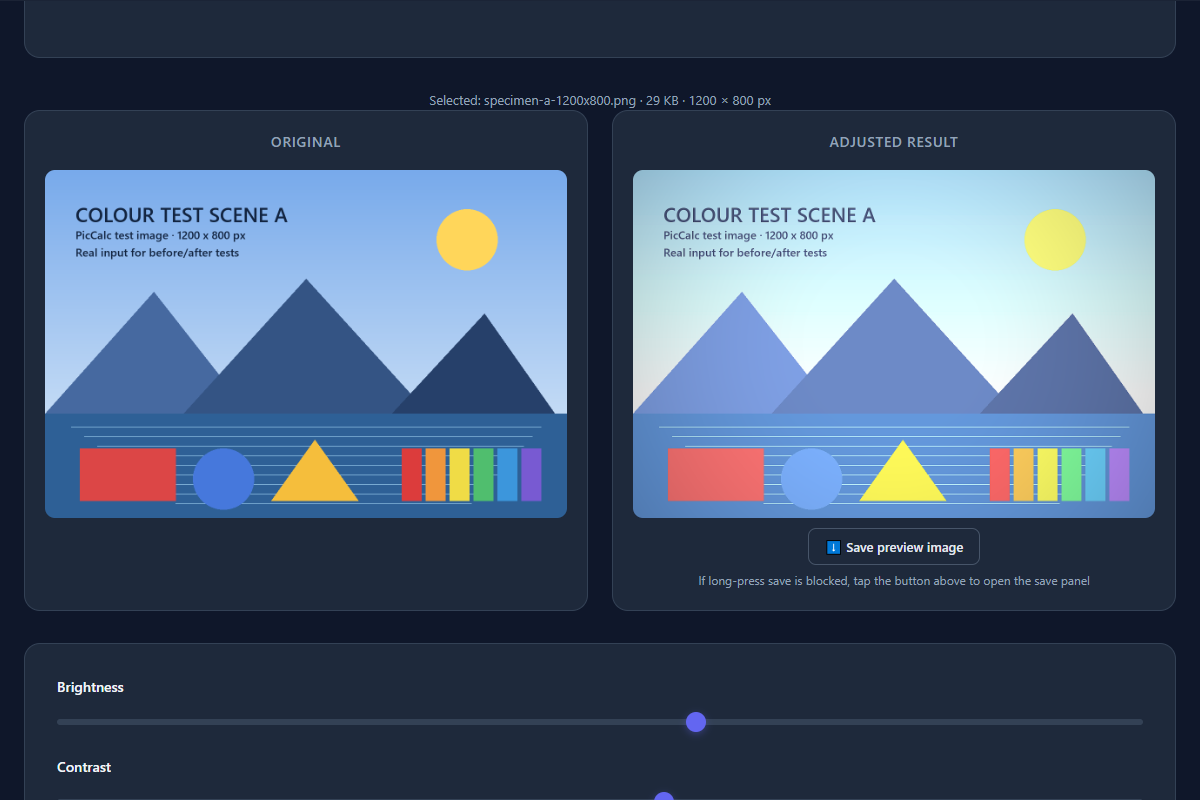 Selected: specimen-a-1200x800.png · 29 KB · 1200 × 800 px
ORIGINAL
COLOUR TEST SCENE A
PicCalc test image · 1200 x 800 px
Real input for before/after tests
ADJUSTED RESULT
COLOUR TEST SCENE A
PicCalc test image · 1200 x 800 px
Real input for before/after tests
Save preview image
If long-press save is blocked, tap the button above to open the save panel
Brightness
Contrast